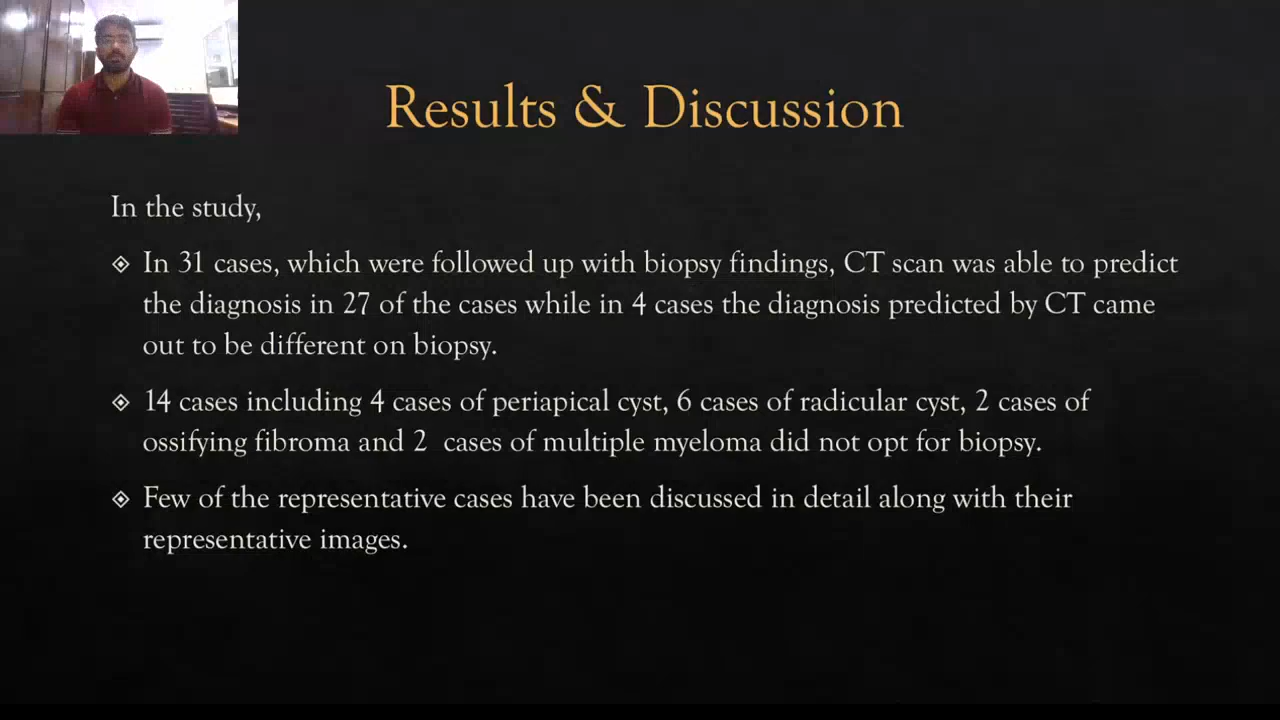 Results & Discussion
In the study,
In 31 cases, which were followed up with biopsy findings, CT scan was able to predict
the diagnosis in 27 of the cases while in 4 cases the diagnosis predicted by CT came
out to be different on biopsy.
14 cases including 4 cases of periapical cyst, 6 cases of radicular cyst, 2 cases of
ossifying fibroma and 2 cases of multiple myeloma did not opt for biopsy.
Few of the representative cases have been discussed in detail along with their
representative images.